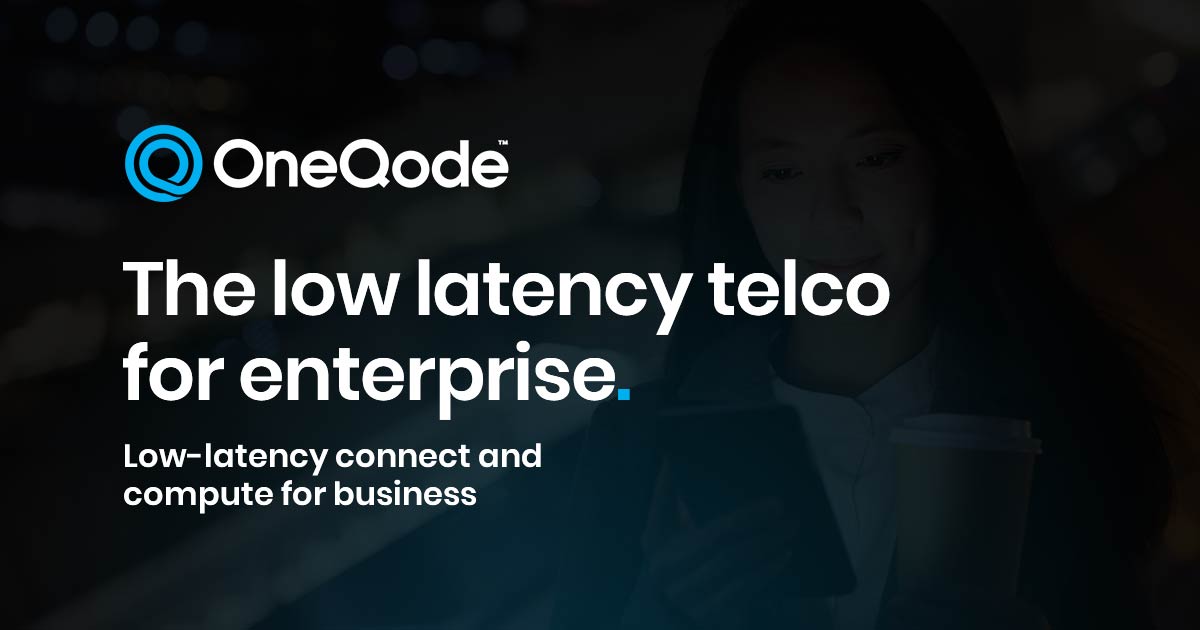 OneQode™
The low latency telco
for enterprise.
Low-latency connect and
compute for business